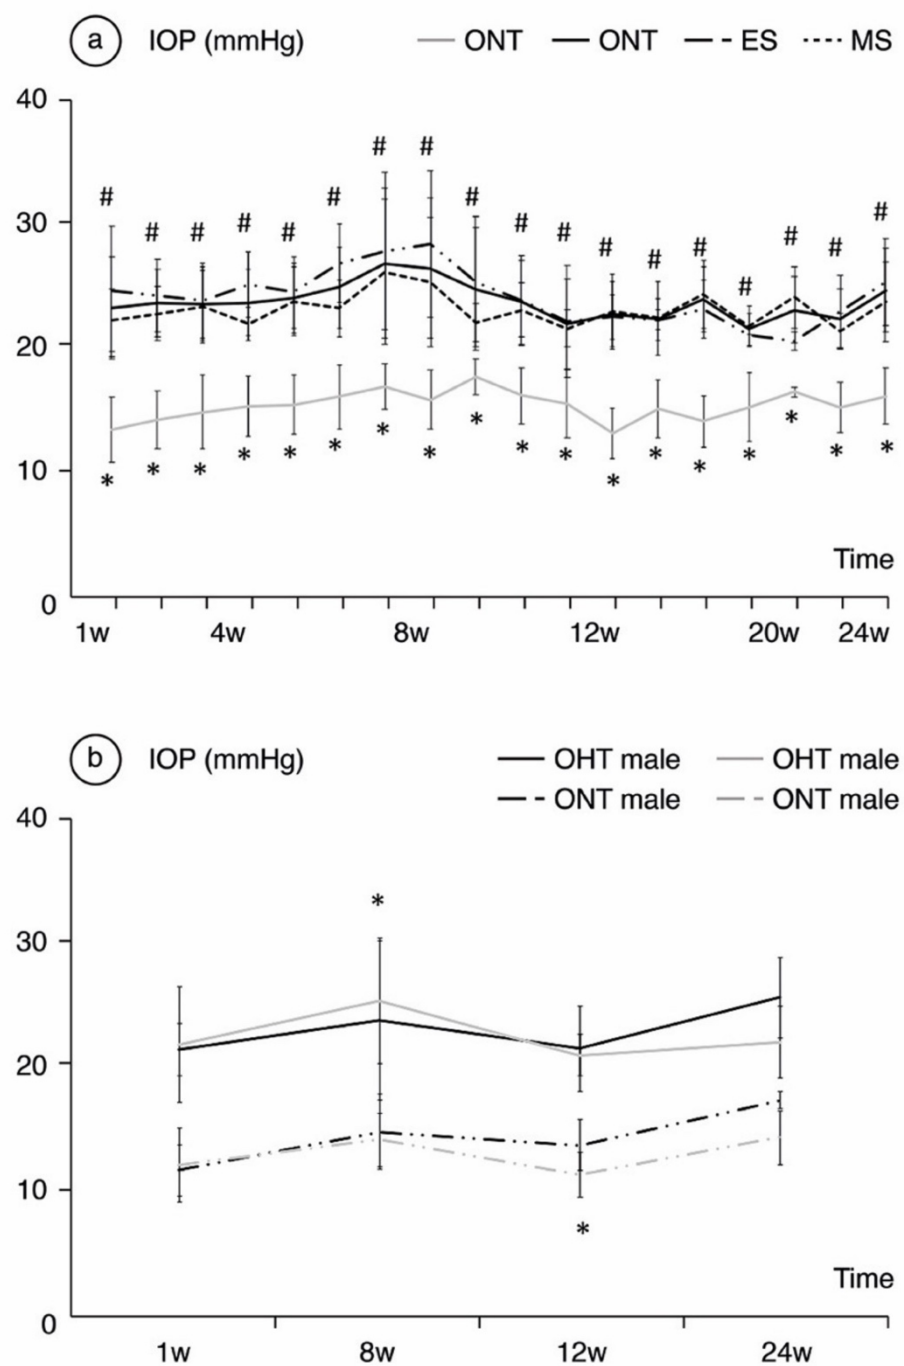 a IOP (mmHg) ONT ONT ES MS
40
# #
# # #
30 # # # # # # # # # # # #
20
10
* * * * * * * * * * * * * * * * * *
Time
0
1w 4w 8w 12w 20w 24w
b IOP (mmHg) OHT male OHT male
ONT male ONT male
40
*
30
20
10
*
Time
0
1w 8w 12w 24w